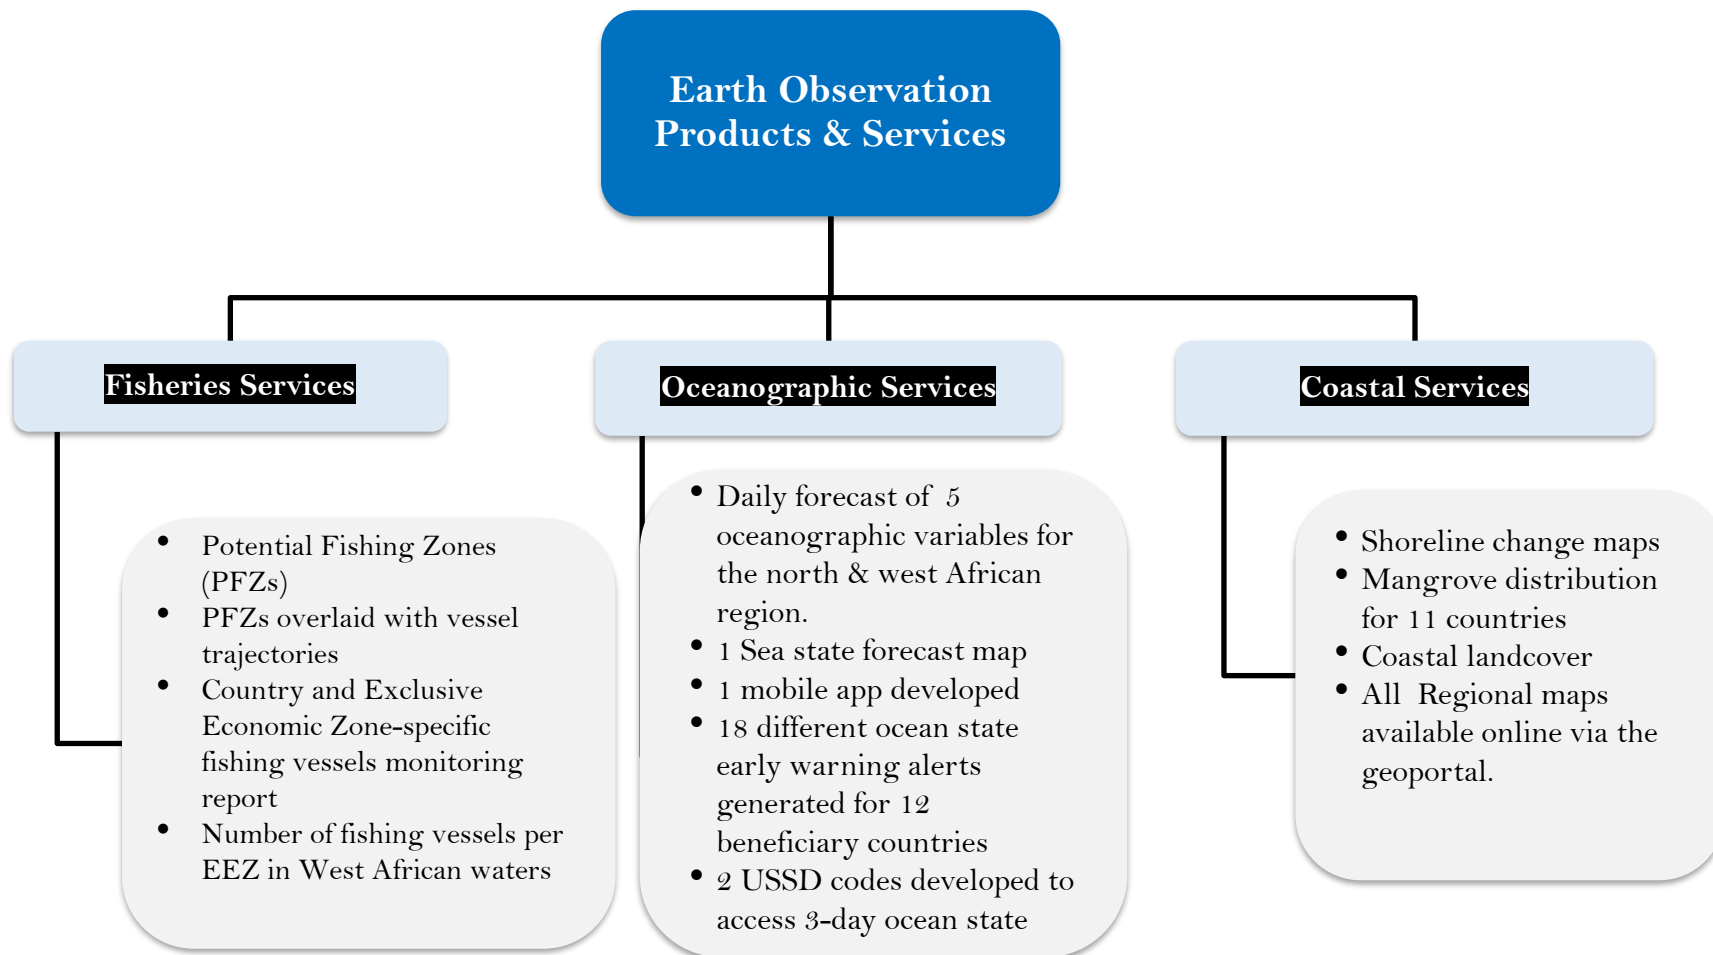 Earth Observation
Products & Services
Fisheries Services
• Potential Fishing Zones
(PFZs)
• PFZs overlaid with vessel
trajectories
• Country and Exclusive
Economic Zone-specific
fishing vessels monitoring
report
• Number of fishing vessels per
EEZ in West African waters
Oceanographic Services
• Daily forecast of 5
oceanographic variables for
the north & west African
region.
• 1 Sea state forecast map
• 1 mobile app developed
• 18 different ocean state
early warning alerts
generated for 12
beneficiary countries
• 2 USSD codes developed to
access 3-day ocean state
Coastal Services
• Shoreline change maps
• Mangrove distribution
for 11 countries
• Coastal landcover
• All Regional maps
available online via the
geoportal.